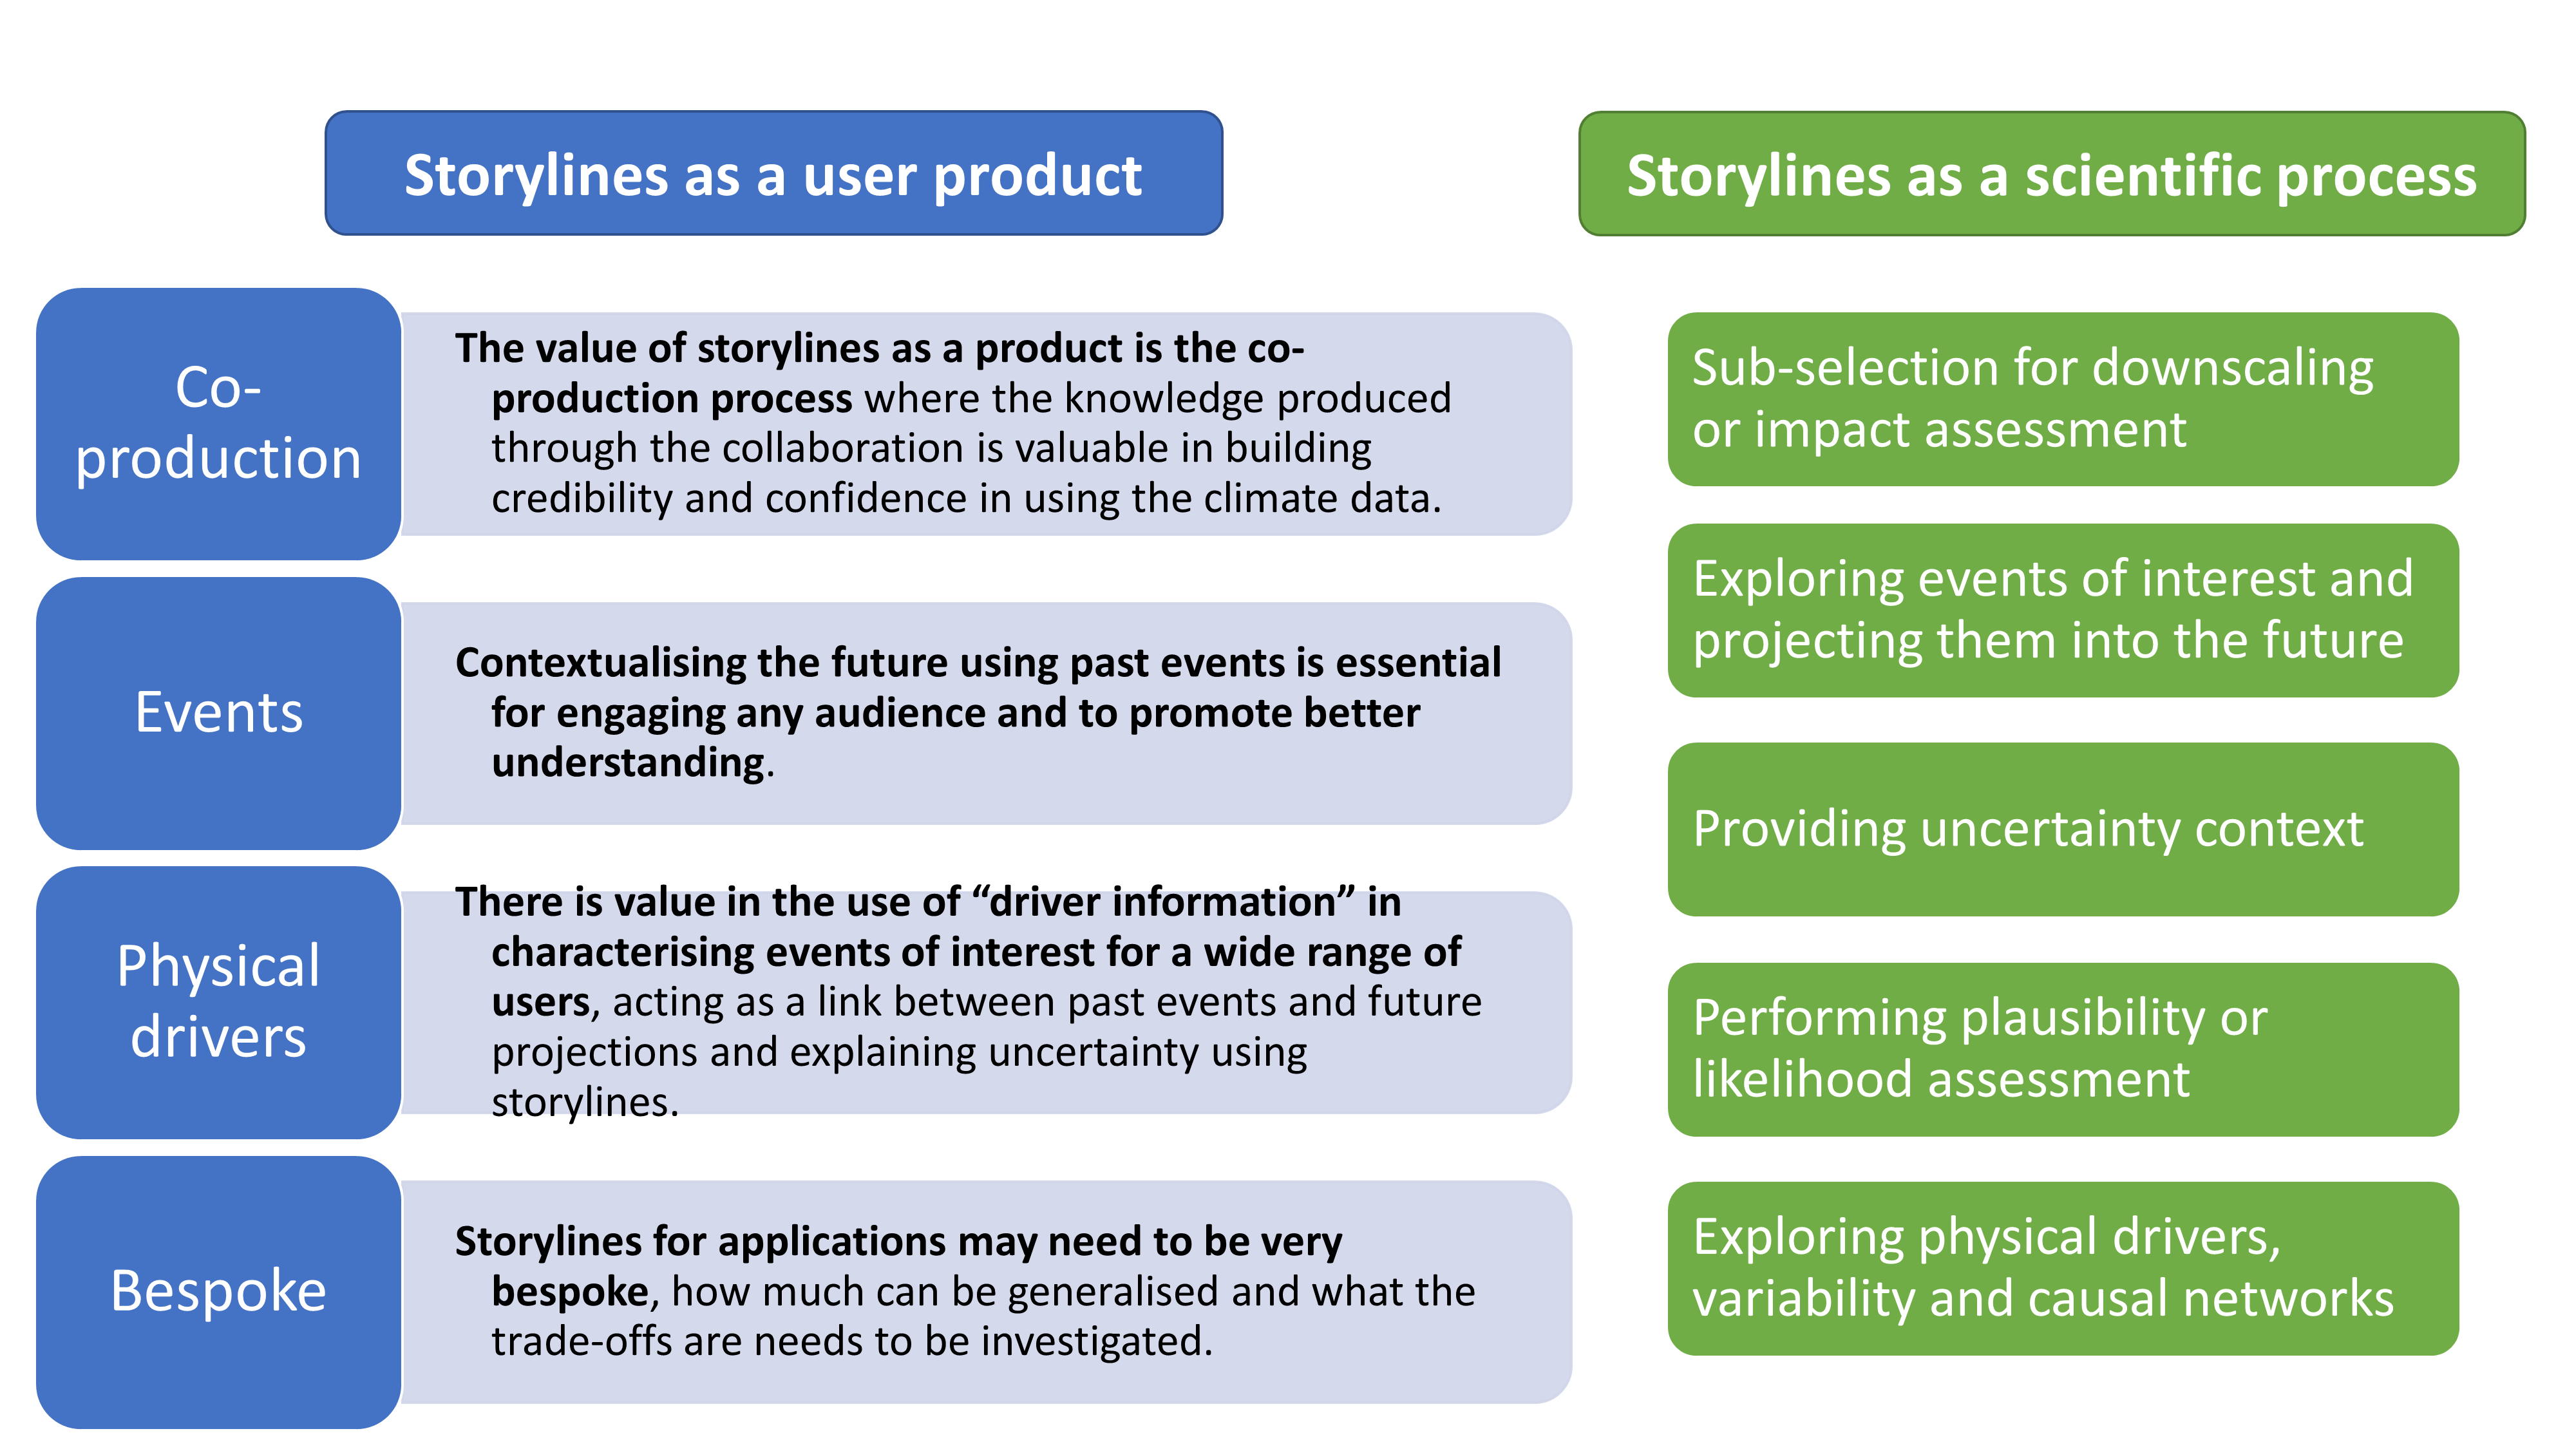 Storylines as a user product
Storylines as a scientific process
Co-
production
The value of storylines as a product is the co-
production process where the knowledge produced
through the collaboration is valuable in building
credibility and confidence in using the climate data.
Events
Contextualising the future using past events is essential
for engaging any audience and to promote better
understanding.
Physical
drivers
There is value in the use of “driver information” in
characterising events of interest for a wide range of
users, acting as a link between past events and future
projections and explaining uncertainty using
storylines.
Bespoke
Storylines for applications may need to be very
bespoke, how much can be generalised and what the
trade-offs are needs to be investigated.
Sub-selection for downscaling
or impact assessment
Exploring events of interest and
projecting them into the future
Providing uncertainty context
Performing plausibility or
likelihood assessment
Exploring physical drivers,
variability and causal networks